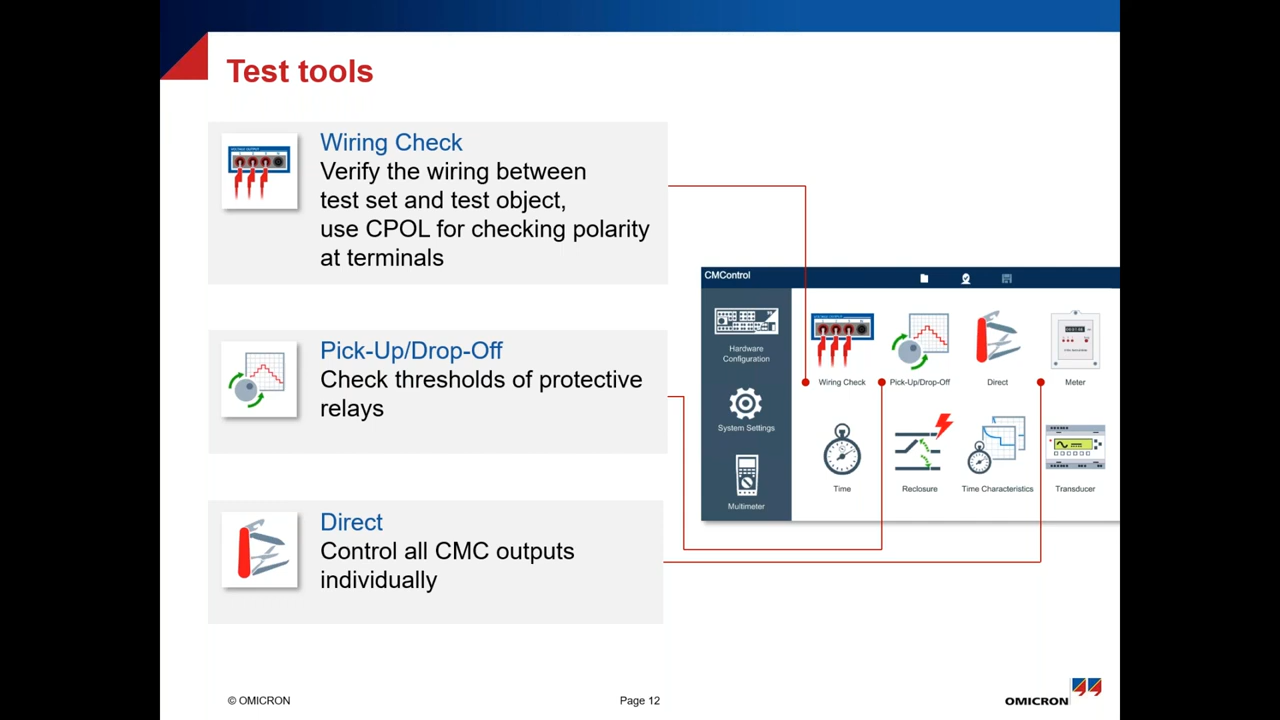 Test tools
Wiring Check
Verify the wiring between
test set and test object,
use CPOL for checking polarity
at terminals
Pick-Up/Drop-Off
Check thresholds of protective
relays
Direct
Control all CMC outputs
individually
CMControl
Hardware
Configuration
System Settings
Multimeter
Wiring Check
Pick-Up/Drop-Off
Direct
Meter
Time
Reclosure
Time Characteristics
Transducer
© OMICRON
Page 12
OMICRON